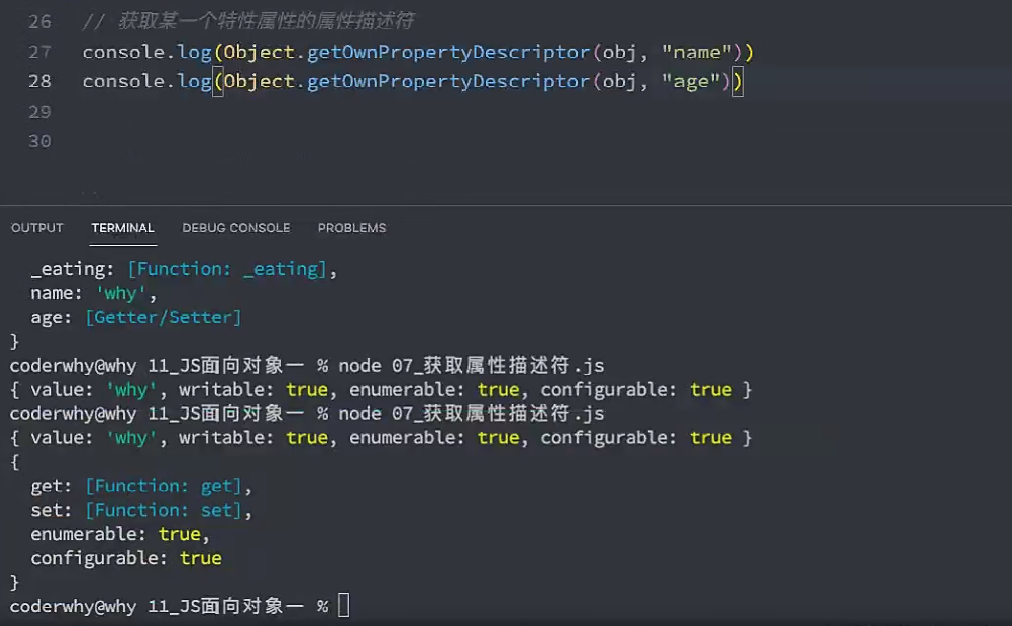 26 // 获取某一个特性属性的属性描述符
27 console.log(Object.getOwnPropertyDescriptor(obj, "name"))
28 console.log(Object.getOwnPropertyDescriptor(obj, "age"))
29
30
OUTPUT TERMINAL DEBUG CONSOLE PROBLEMS
_eating: [Function: _eating],
name: 'why',
age: [Getter/Setter]
}
coderwhy@why 11_JS面向对象一 % node 07_获取属性描述符.js
{ value: 'why', writable: true, enumerable: true, configurable: true }
coderwhy@why 11_JS面向对象一 % node 07_获取属性描述符.js
{ value: 'why', writable: true, enumerable: true, configurable: true }
{
get: [Function: get],
set: [Function: set],
enumerable: true,
configurable: true
}
coderwhy@why 11_JS面向对象一 %